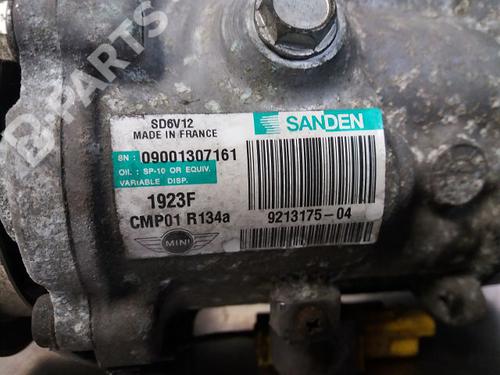 SD6V12
MADE IN FRANCE
SANDEN
SN : 09001307161
OIL : SP-10 OR EQUIV.
VARIABLE DISP.
1923F
CMP01 R134a
9213175-04
MINI
B-PARTS
B-PARTS